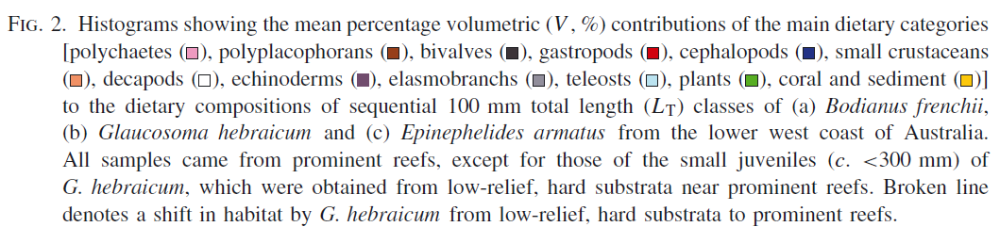 FIG. 2. Histograms showing the mean percentage volumetric (V, %) contributions of the main dietary categories
[polychaetes (), polyplacophorans (), bivalves (), gastropods (), cephalopods (), small crustaceans
(), decapods (), echinoderms (), elasmobranchs (), teleosts (), plants (), coral and sediment ()]
to the dietary compositions of sequential 100 mm total length (LT) classes of (a) Bodianus frenchii,
(b) Glaucosoma hebraicum and (c) Epinephelides armatus from the lower west coast of Australia.
All samples came from prominent reefs, except for those of the small juveniles (c. <300 mm) of
G. hebraicum, which were obtained from low-relief, hard substrata near prominent reefs. Broken line
denotes a shift in habitat by G. hebraicum from low-relief, hard substrata to prominent reefs.